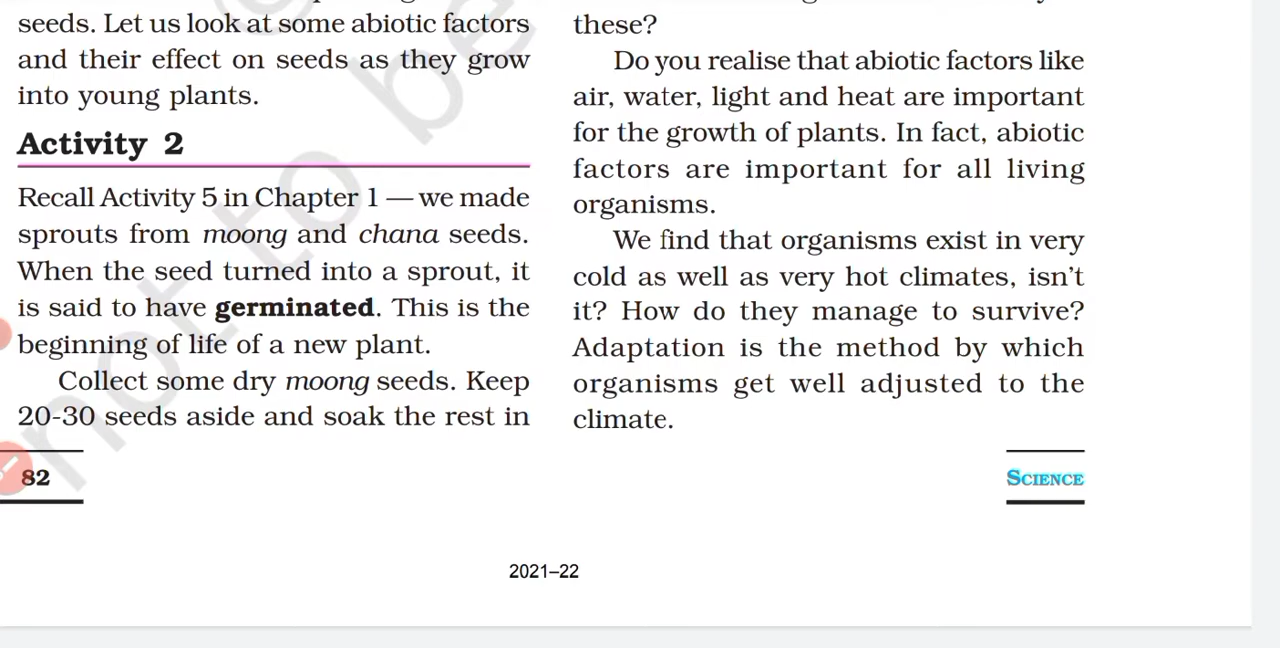 seeds. Let us look at some abiotic factors
and their effect on seeds as they grow
into young plants.
Activity 2
Recall Activity 5 in Chapter 1 — we made
sprouts from moong and chana seeds.
When the seed turned into a sprout, it
is said to have germinated. This is the
beginning of life of a new plant.
Collect some dry moong seeds. Keep
20-30 seeds aside and soak the rest in
these?
Do you realise that abiotic factors like
air, water, light and heat are important
for the growth of plants. In fact, abiotic
factors are important for all living
organisms.
We find that organisms exist in very
cold as well as very hot climates, isn’t
it? How do they manage to survive?
Adaptation is the method by which
organisms get well adjusted to the
climate.
82
SCIENCE
2021–22
not to be